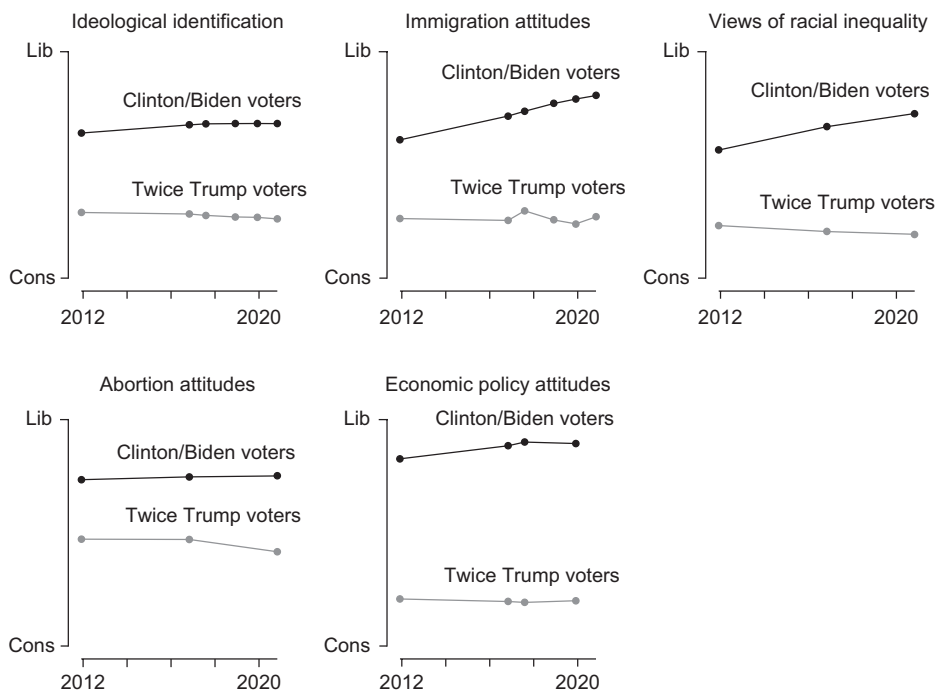 Ideological identification
Lib
Clinton/Biden voters
Twice Trump voters
Cons
2012
2020
Immigration attitudes
Lib
Clinton/Biden voters
Twice Trump voters
Cons
2012
2020
Views of racial inequality
Lib
Clinton/Biden voters
Twice Trump voters
Cons
2012
2020
Abortion attitudes
Lib
Clinton/Biden voters
Twice Trump voters
Cons
2012
2020
Economic policy attitudes
Lib
Clinton/Biden voters
Twice Trump voters
Cons
2012
2020